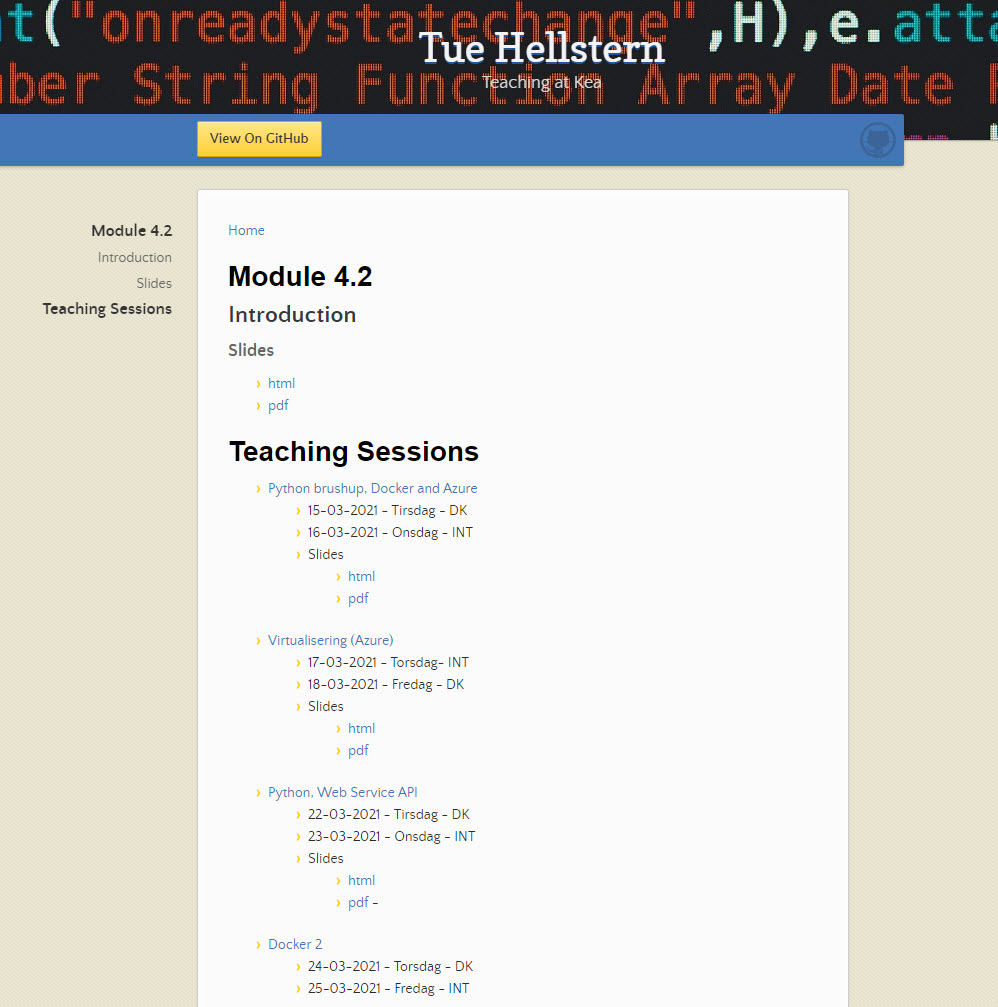 t("onreadystatechange",H),e.atta
Tue Hellstern
ber String Function Array Date
Teaching at Kea
View On GitHub
Module 4.2
Introduction
Slides
Teaching Sessions
Home
Module 4.2
Introduction
Slides
› html
› pdf
Teaching Sessions
› Python brushup, Docker and Azure
› 15-03-2021 - Tirsdag - DK
› 16-03-2021 - Onsdag - INT
› Slides
› html
› pdf
› Virtualisering (Azure)
› 17-03-2021 - Torsdag- INT
› 18-03-2021 - Fredag - DK
› Slides
› html
› pdf
› Python, Web Service API
› 22-03-2021 - Tirsdag - DK
› 23-03-2021 - Onsdag - INT
› Slides
› html
› pdf -
› Docker 2
› 24-03-2021 - Torsdag - DK
› 25-03-2021 - Fredag - INT